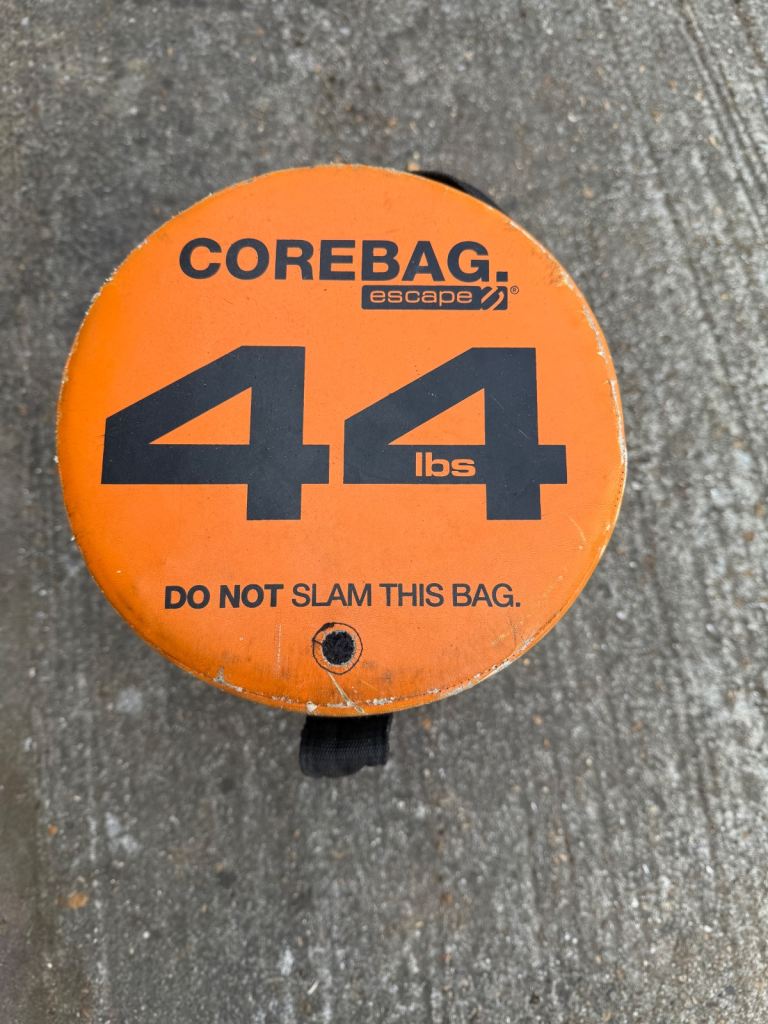 COREBAG.
escape®
44
lbs
DO NOT SLAM THIS BAG.